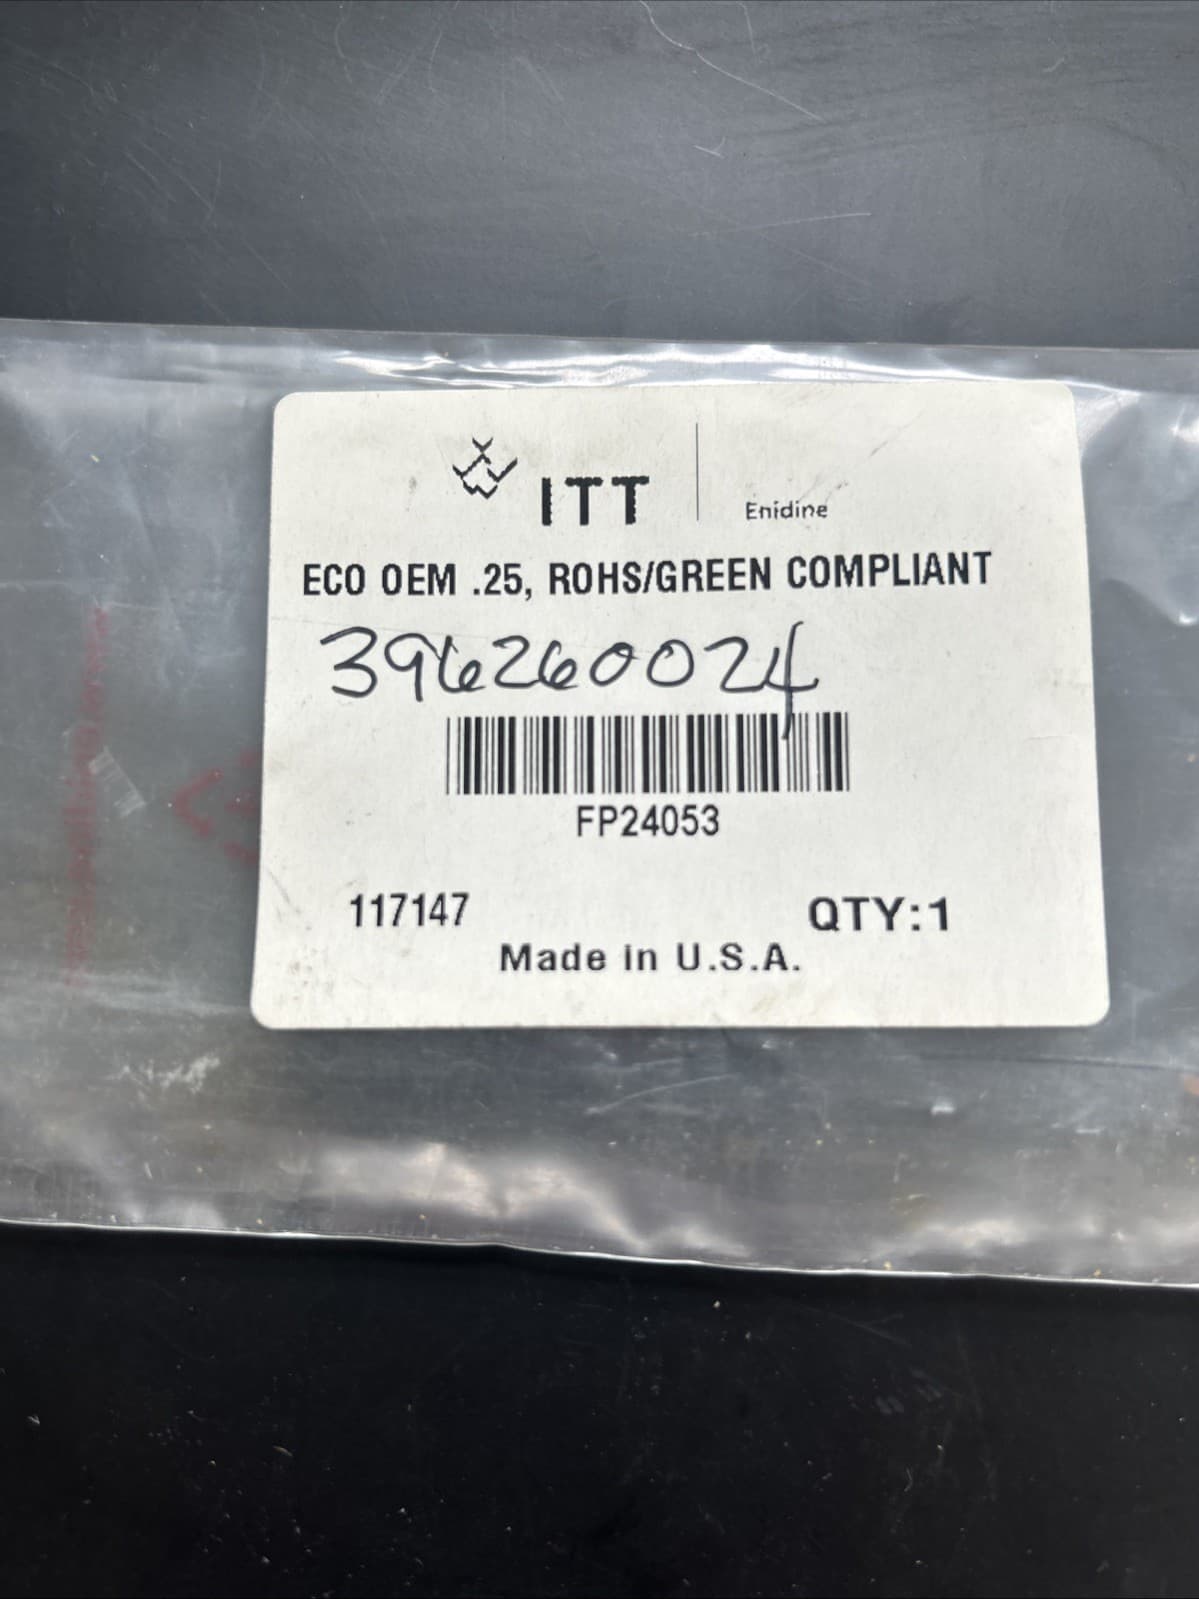 ITT Enidine
ECO OEM .25, ROHS/GREEN COMPLIANT
396260024
FP24053
117147 QTY:1
Made in U.S.A.